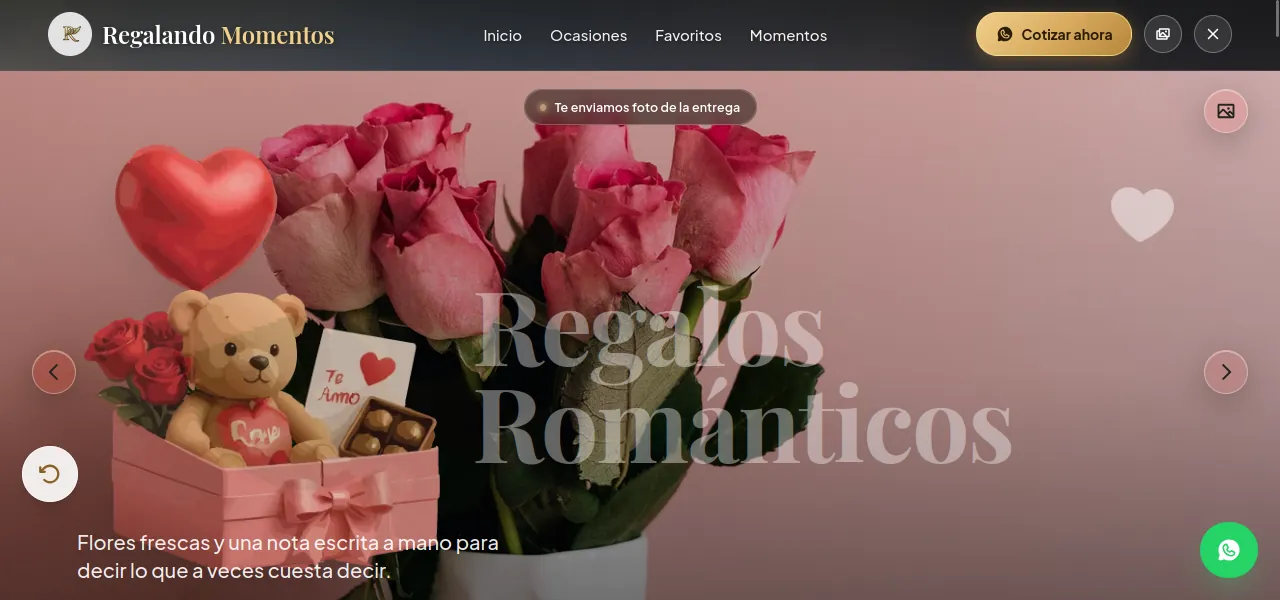 Regalando Momentos
Inicio
Ocasiones
Favoritos
Momentos
Cotizar ahora
Te enviamos foto de la entrega
Regalos
Románticos
Te
Amo
Love
Flores frescas y una nota escrita a mano para
decir lo que a veces cuesta decir.